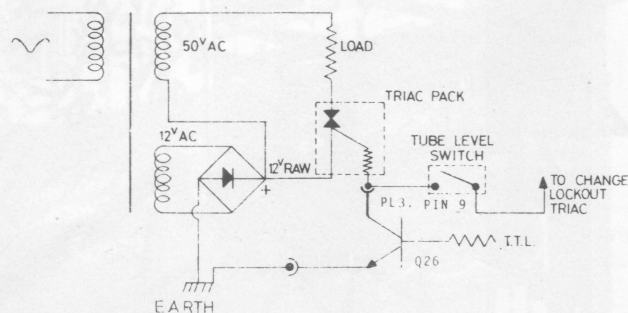 50V AC
LOAD
TRIAC PACK
12V AC
12V RAW
+
TUBE LEVEL
SWITCH
TO CHANGE
LOCKOUT
TRIAC
PL3. PIN 9
T.T.L.
Q26
EARTH